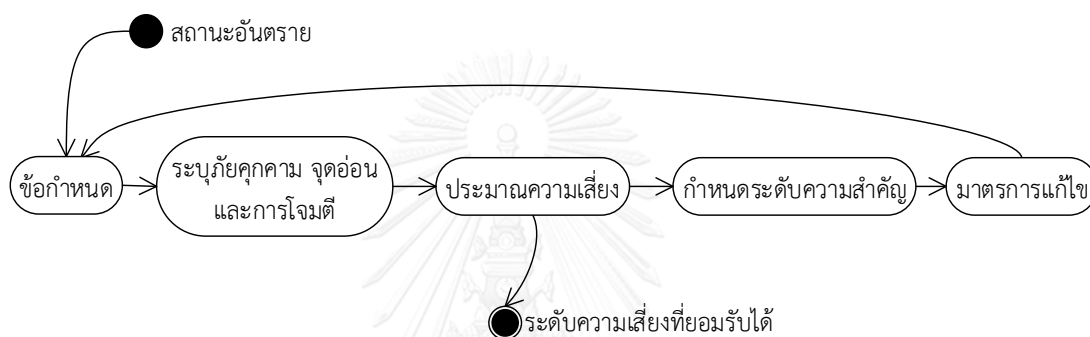 สถานะอันตราย
ข้อกำหนด
ระบุภัยคุกคาม จุดอ่อน
และการโจมตี
ประมาณความเสี่ยง
กำหนดระดับความสำคัญ
มาตรการแก้ไข
ระดับความเสี่ยงที่ยอมรับได้